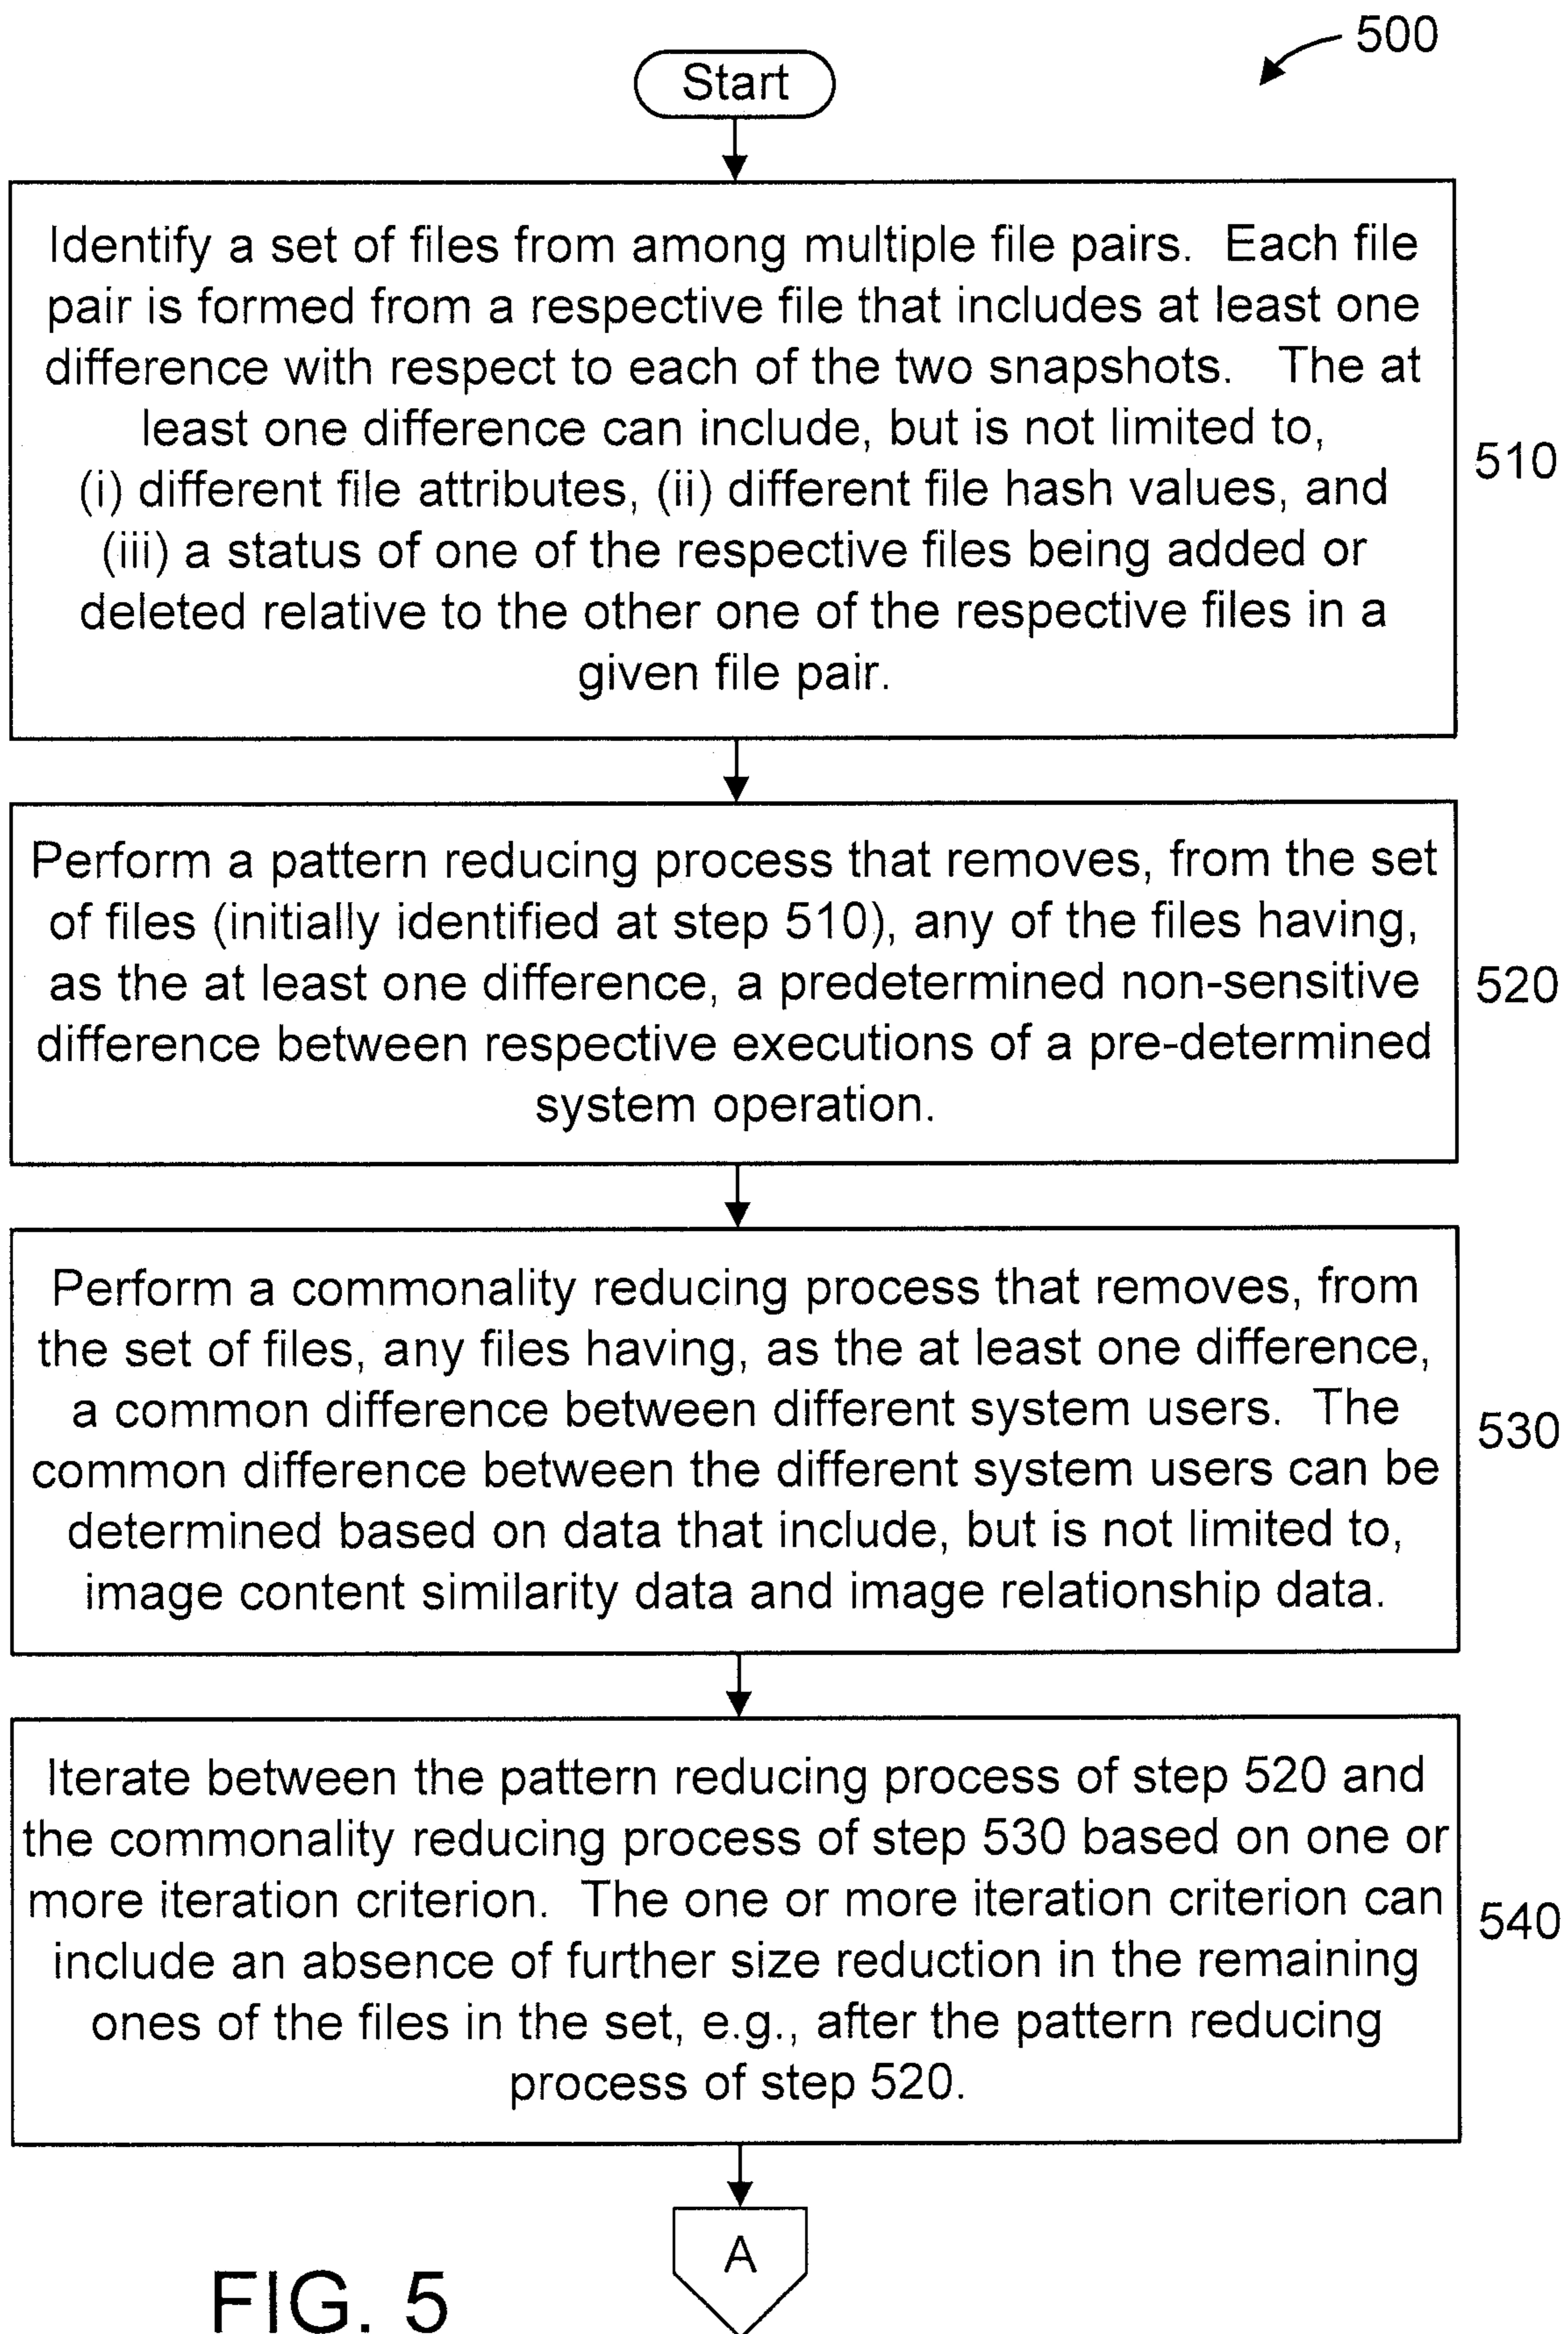 500
Start
Identify a set of files from among multiple file pairs. Each file
pair is formed from a respective file that includes at least one
difference with respect to each of the two snapshots. The at
least one difference can include, but is not limited to,
(i) different file attributes, (ii) different file hash values, and
(iii) a status of one of the respective files being added or
deleted relative to the other one of the respective files in a
given file pair.
510
Perform a pattern reducing process that removes, from the set
of files (initially identified at step 510), any of the files having,
as the at least one difference, a predetermined non-sensitive
difference between respective executions of a pre-determined
system operation.
520
Perform a commonality reducing process that removes, from
the set of files, any files having, as the at least one difference,
a common difference between different system users. The
common difference between the different system users can be
determined based on data that include, but is not limited to,
image content similarity data and image relationship data.
530
Iterate between the pattern reducing process of step 520 and
the commonality reducing process of step 530 based on one or
more iteration criterion. The one or more iteration criterion can
include an absence of further size reduction in the remaining
ones of the files in the set, e.g., after the pattern reducing
process of step 520.
540
A
FIG. 5